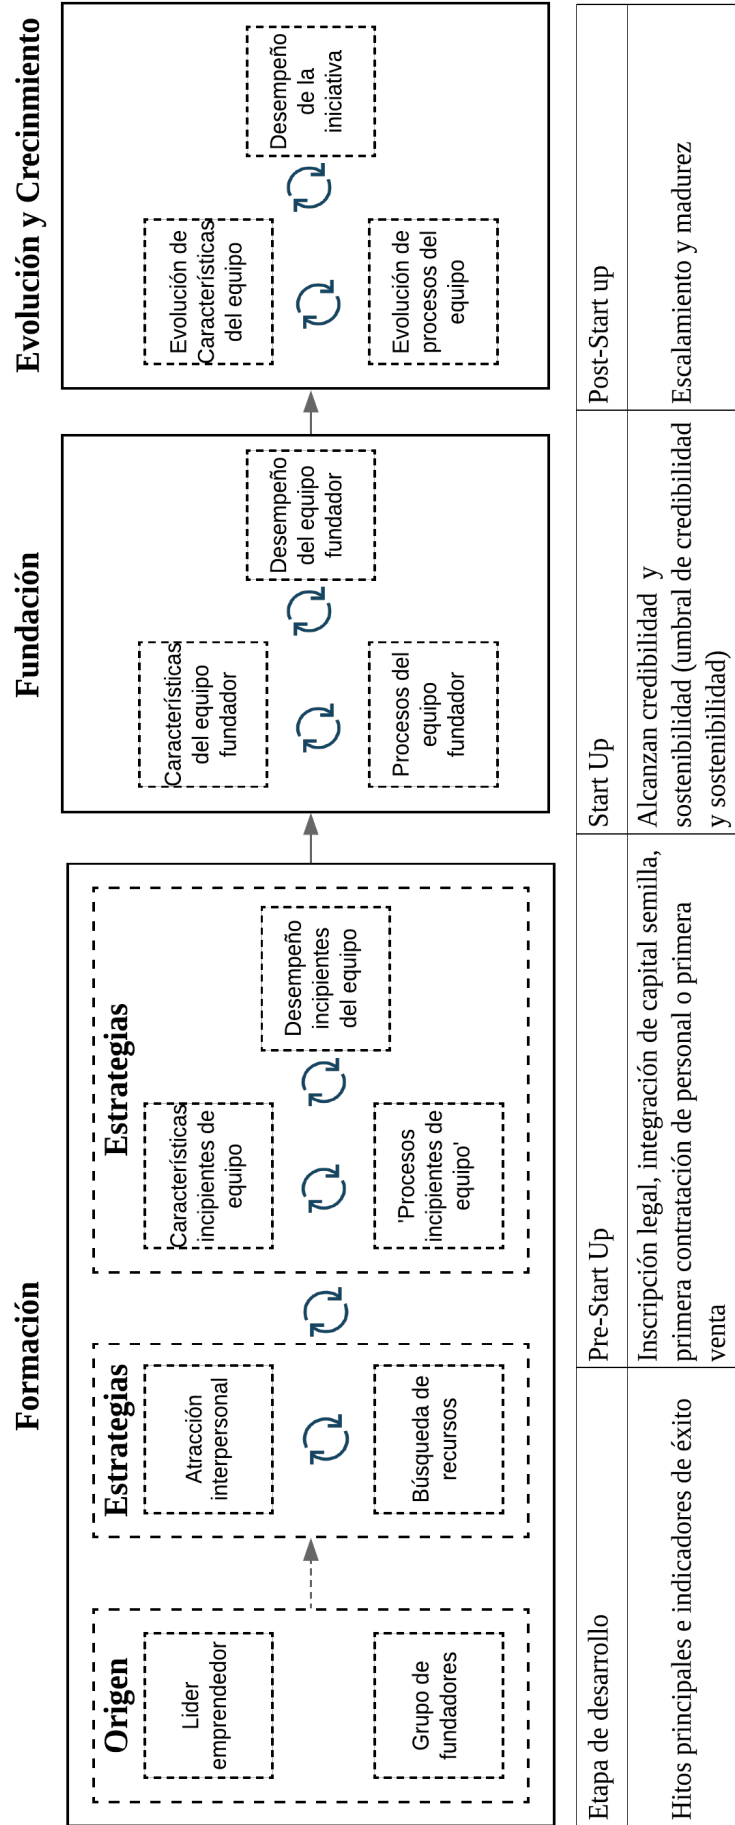 Formación
Origen
Lider
emprendedor
Grupo de
fundadores
Estrategias
Atracción
interpersonal
Búsqueda de
recursos
Estrategias
Características
incipientes de
equipo
'Procesos
incipientes de
equipo'
Desempeño
incipientes
del equipo
Fundación
Características
del equipo
fundador
Procesos del
equipo
fundador
Desempeño
del equipo
fundador
Evolución y Crecinmiento
Evolución de
Características
del equipo
Evolución de
procesos del
equipo
Desempeño
de la
iniciativa
Etapa de desarrollo
Pre-Start Up
Start Up
Post-Start up
Hitos principales e indicadores de éxito
Inscripción legal, integración de capital semilla,
primera contratación de personal o primera
venta
Alcanzan credibilidad y
sostenibilidad (umbral de credibilidad
y sostenibilidad)
Escalamiento y madurez